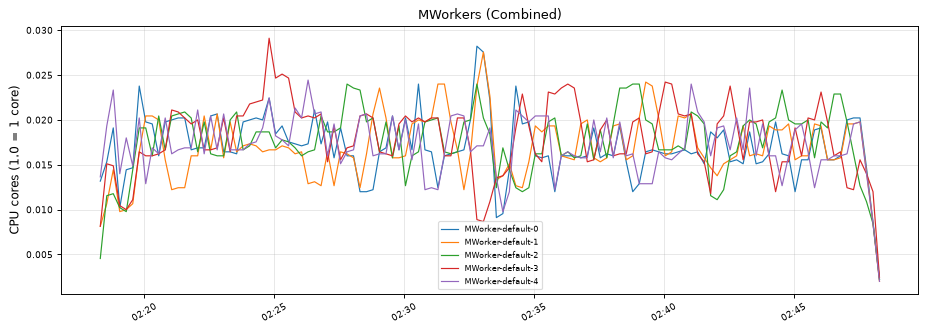 MWorkers (Combined)
CPU cores (1.0 = 1 core)
0.030
0.025
0.020
0.015
0.010
0.005
MWorker-default-0
MWorker-default-1
MWorker-default-2
MWorker-default-3
MWorker-default-4
02:20
02:25
02:30
02:35
02:40
02:45